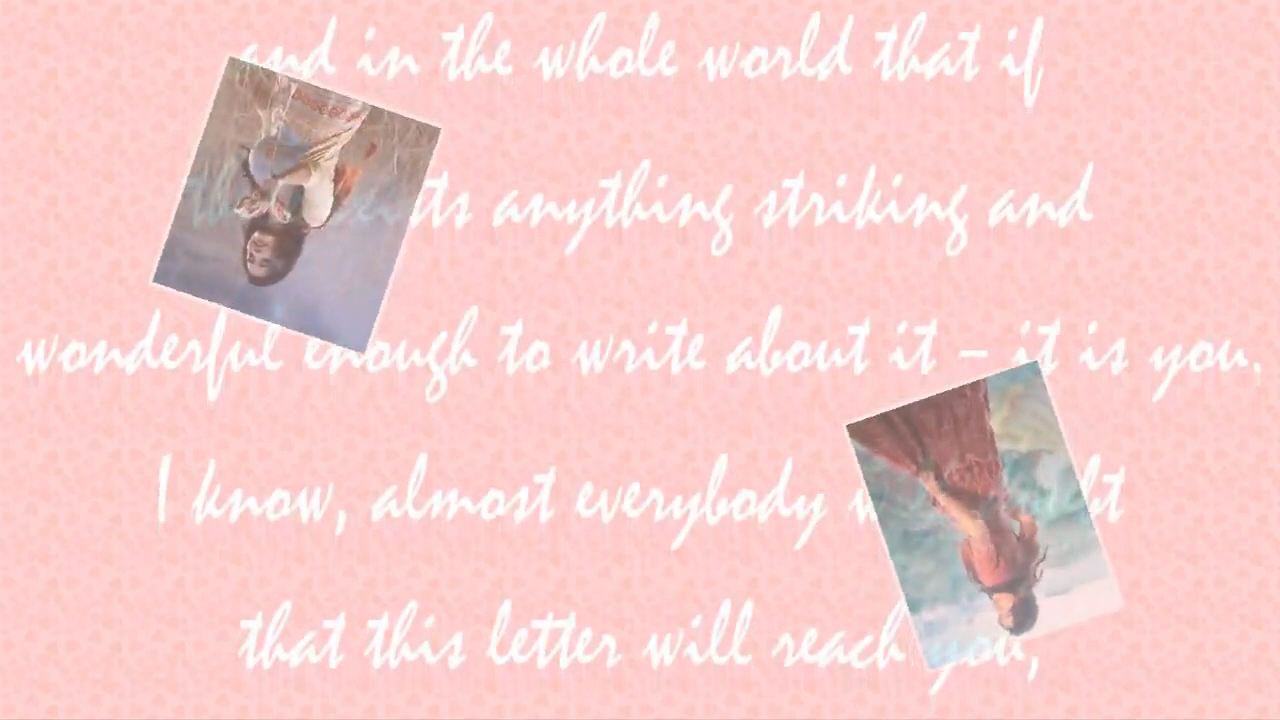 and in the whole world that if
anything striking and
wonderful enough to write about it – it is you.
I know, almost everybody
that this letter will reach you,